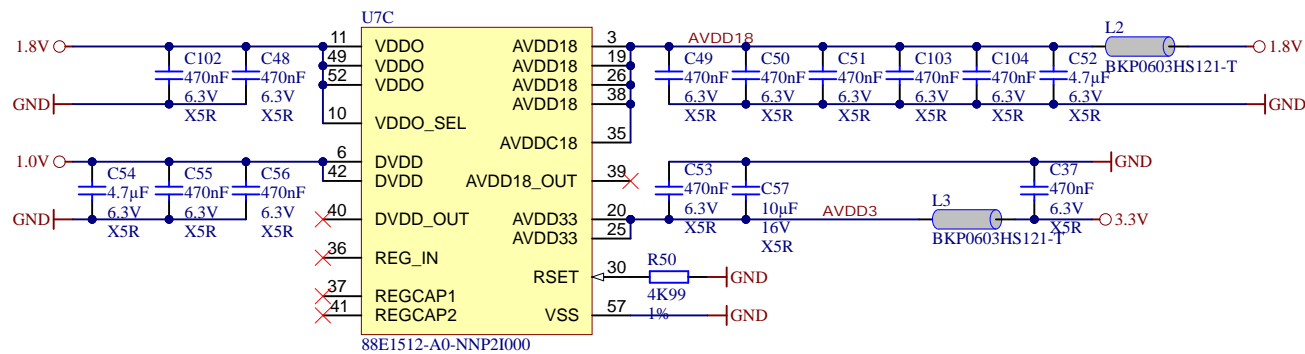 U7C
1.8V
GND
C102
470nF
6.3V
X5R
C48
470nF
6.3V
X5R
11
49
52
10
VDDO
VDDO
VDDO
VDDO_SEL
1.0V
GND
C54
4.7µF
6.3V
X5R
C55
470nF
6.3V
X5R
C56
470nF
6.3V
X5R
6
42
40
36
37
41
DVDD
DVDD
DVDD_OUT
REG_IN
REGCAP1
REGCAP2
AVDD18
AVDD18
AVDD18
AVDD18
AVDDC18
AVDD18_OUT
AVDD33
AVDD33
RSET
VSS
3
19
26
38
35
39
20
25
30
57
88E1512-A0-NNP2I000
AVDD18
C49
470nF
6.3V
X5R
C50
470nF
6.3V
X5R
C51
470nF
6.3V
X5R
C103
470nF
6.3V
X5R
C104
470nF
6.3V
X5R
C52
4.7µF
6.3V
X5R
L2
BKP0603HS121-T
1.8V
GND
C53
470nF
6.3V
X5R
C57
10µF
16V
X5R
AVDD3
L3
BKP0603HS121-T
C37
470nF
6.3V
X5R
GND
3.3V
R50
4K99
1%
GND
GND